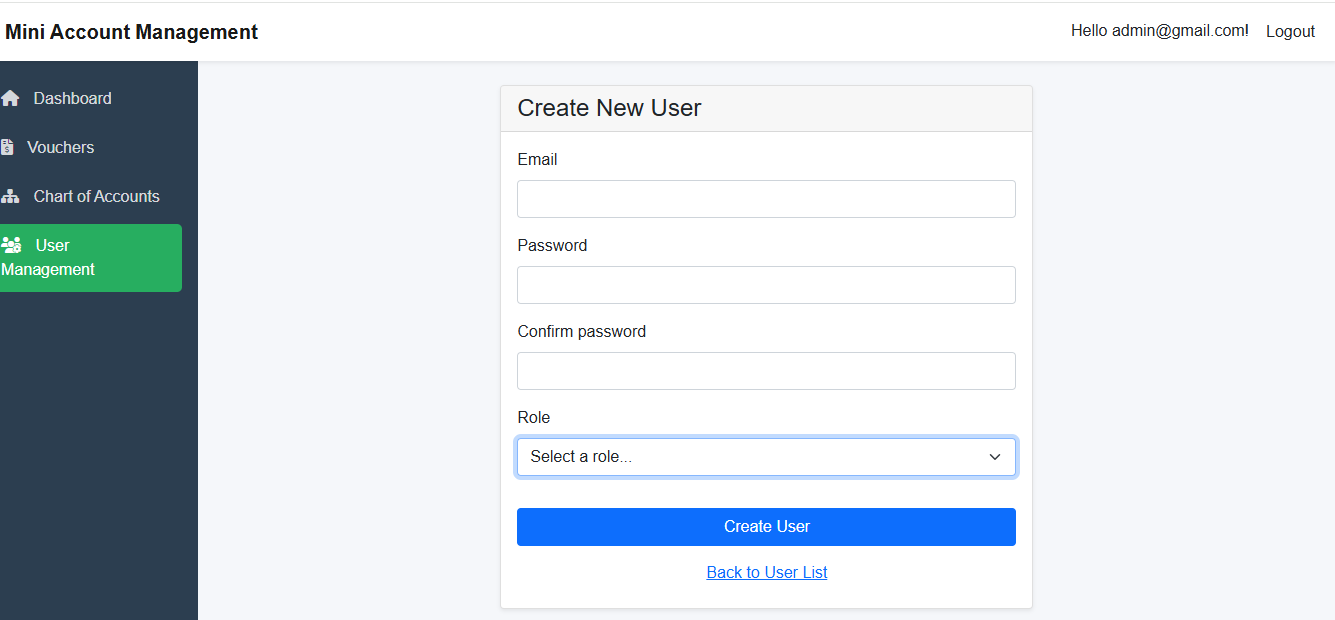 Mini Account Management
Hello admin@gmail.com!
Logout
Dashboard
Vouchers
Chart of Accounts
User
Management
Create New User
Email
Password
Confirm password
Role
Select a role...
Create User
Back to User List